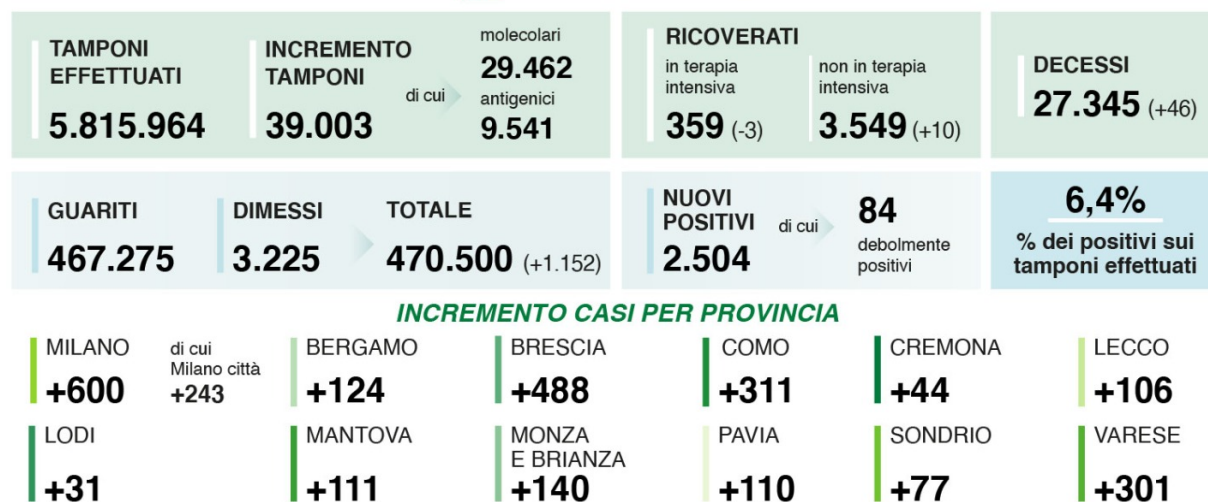 TAMPONI
EFFETTUATI
5.815.964
INCREMENTO
TAMPONI
39.003
di cui
molecolari
29.462
antigenici
9.541
RICOVERATI
in terapia
intensiva
359 (-3)
non in terapia
intensiva
3.549 (+10)
DECESSI
27.345 (+46)
GUARITI
467.275
DIMESSI
3.225
TOTALE
470.500 (+1.152)
NUOVI
POSITIVI
2.504
di cui
84
debolmente
positivi
6,4%
% dei positivi sui
tamponi effettuati
INCREMENTO CASI PER PROVINCIA
MILANO
+600
di cui
Milano città
+243
BERGAMO
+124
BRESCIA
+488
COMO
+311
CREMONA
+44
LECCO
+106
LODI
+31
MANTOVA
+111
MONZA
E BRIANZA
+140
PAVIA
+110
SONDRIO
+77
VARESE
+301